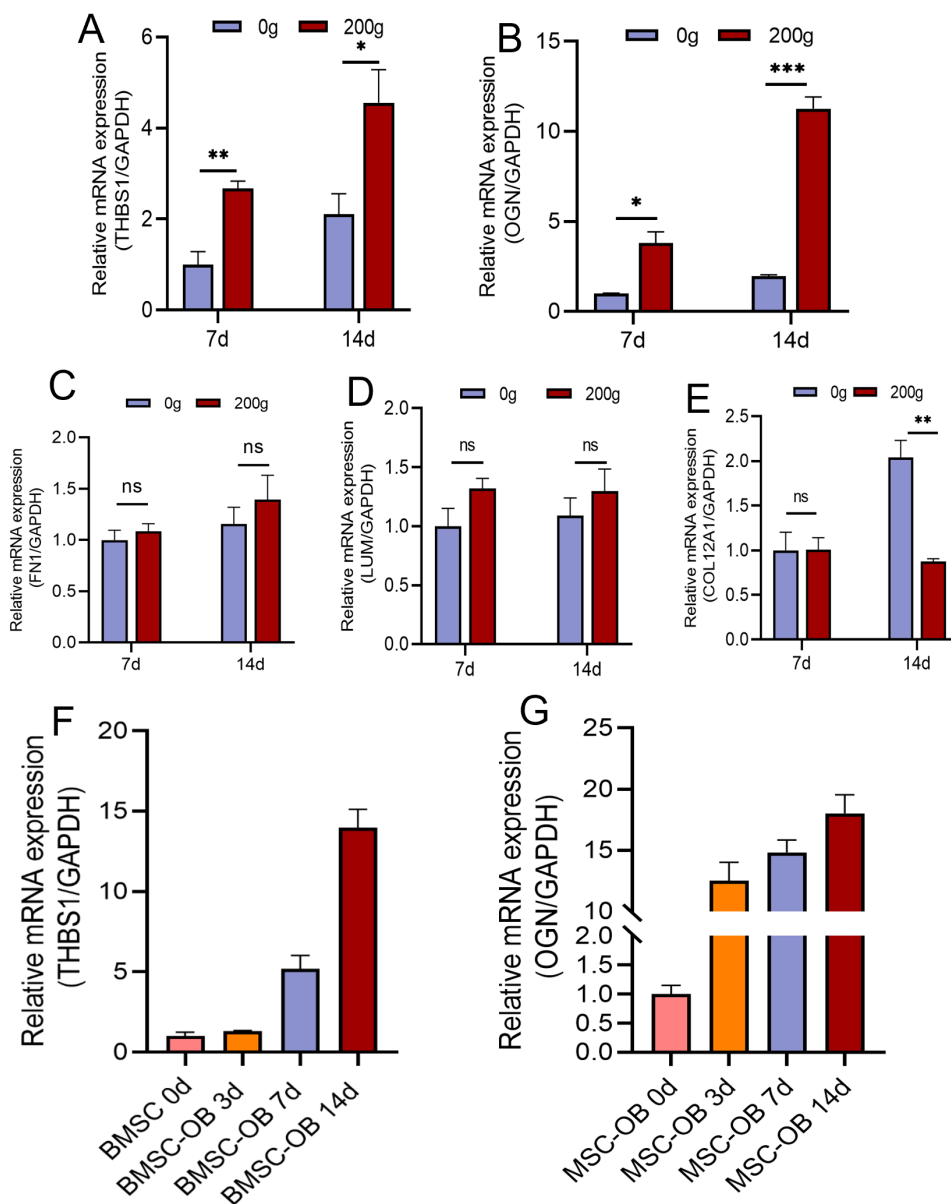 A
0g 200g
Relative mRNA expression
(THBS1/GAPDH)
6
4
2
0
**
*
7d 14d
B
0g 200g
Relative mRNA expression
(OGN/GAPDH)
15
10
5
0
*
***
7d 14d
C
0g 200g
Relative mRNA expression
(FN1/GAPDH)
2.0
1.5
1.0
0.5
0.0
ns
ns
7d 14d
D
0g 200g
Relative mRNA expression
(LUM/GAPDH)
2.0
1.5
1.0
0.5
0.0
ns
ns
7d 14d
E
0g 200g
Relative mRNA expression
(COL12A1/GAPDH)
2.5
2.0
1.5
1.0
0.5
0.0
ns
**
7d 14d
F
Relative mRNA expression
(THBS1/GAPDH)
20
15
10
5
0
BMSC 0d
BMSC-OB 3d
BMSC-OB 7d
BMSC-OB 14d
G
Relative mRNA expression
(OGN/GAPDH)
25
20
15
10
2.0
1.5
1.0
0.5
0.0
MSC-OB 0d
MSC-OB 3d
MSC-OB 7d
MSC-OB 14d